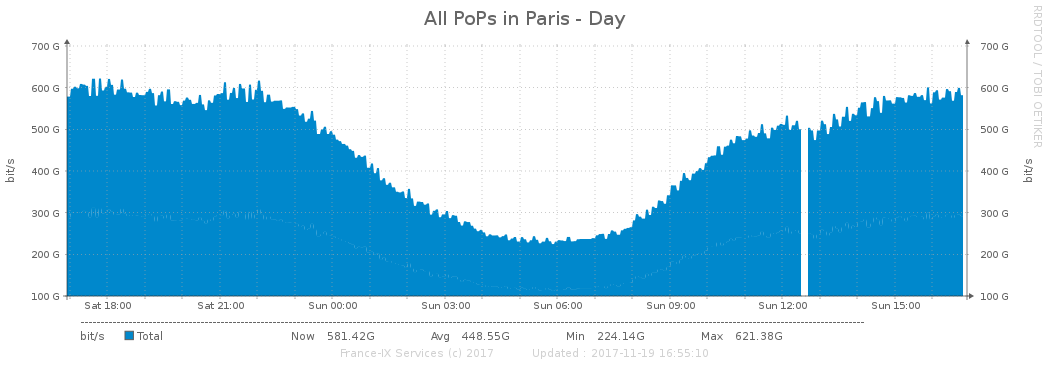 All PoPs in Paris - Day
RRDTOOL / TOBI OETIKER
700 G 700 G
600 G 600 G
500 G 500 G
400 G 400 G
300 G 300 G
200 G 200 G
100 G 100 G
bit/s bit/s
Sat 18:00 Sat 21:00 Sun 00:00 Sun 03:00 Sun 06:00 Sun 09:00 Sun 12:00 Sun 15:00
bit/s Total Now 581.42G Avg 448.55G Min 224.14G Max 621.38G
France-IX Services (c) 2017 Updated : 2017-11-19 16:55:10